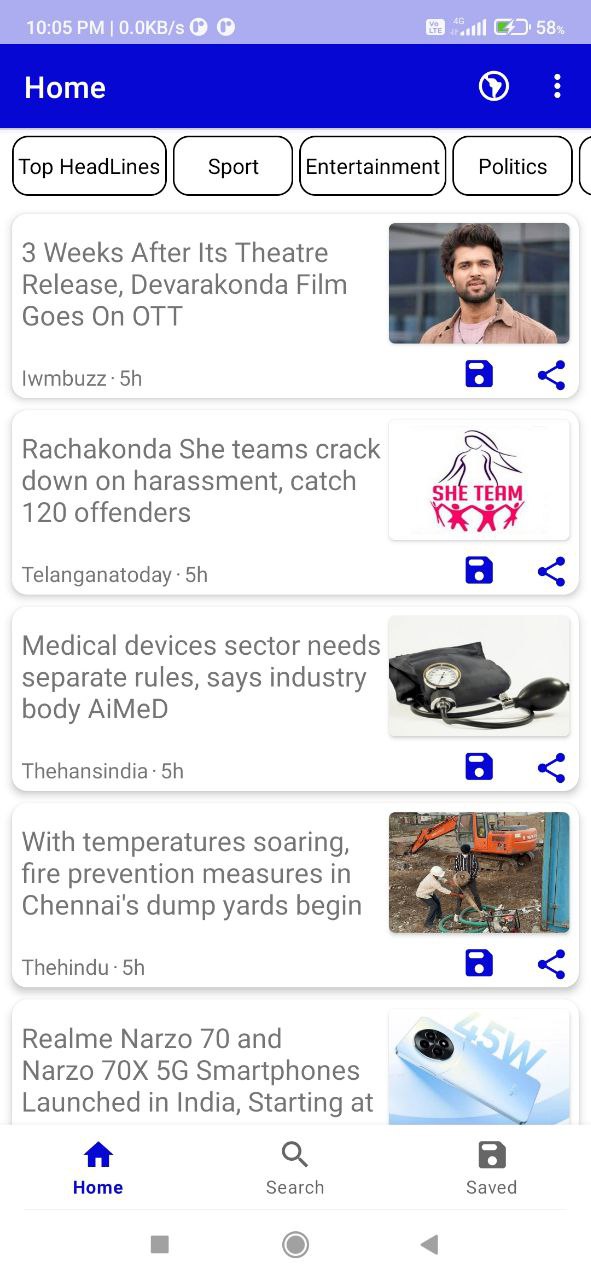 10:05 PM | 0.0KB/s
Vo LTE 4G 58%
Home
Top HeadLines Sport Entertainment Politics
3 Weeks After Its Theatre
Release, Devarakonda Film
Goes On OTT
Iwmbuzz · 5h
Rachakonda She teams crack
down on harassment, catch
120 offenders
SHE TEAM
Telanganatoday · 5h
Medical devices sector needs
separate rules, says industry
body AiMeD
Thehansindia · 5h
With temperatures soaring,
fire prevention measures in
Chennai's dump yards begin
Thehindu · 5h
Realme Narzo 70 and
Narzo 70X 5G Smartphones
Launched in India, Starting at
45W
Home Search Saved